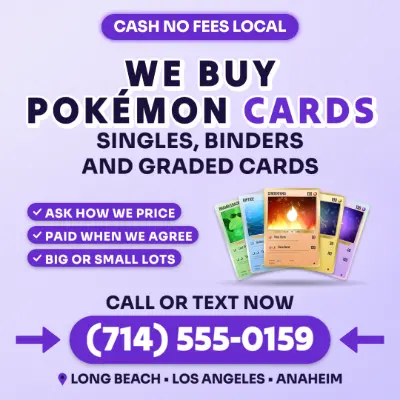 CASH NO FEES LOCAL
WE BUY
POKÉMON CARDS
SINGLES, BINDERS
AND GRADED CARDS
✓ ASK HOW WE PRICE
✓ PAID WHEN WE AGREE
✓ BIG OR SMALL LOTS
CALL OR TEXT NOW
(714) 555-0159
LONG BEACH • LOS ANGELES • ANAHEIM